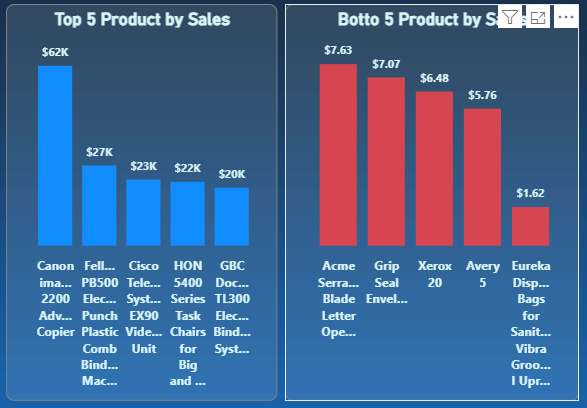 Top 5 Product by Sales
$62K
$27K
$23K
$22K
$20K
Canon
ima...
2200
Adv...
Copier
Fell...
PB500
Elec...
Punch
Plastic
Comb
Bind...
Mac...
Cisco
Tele...
Syst...
EX90
Vide...
Unit
HON
5400
Series
Task
Chairs
for
Big
and ...
GBC
Doc...
TL300
Elec...
Bind...
Syst...
Botto 5 Product by Sales
$7.63
$7.07
$6.48
$5.76
$1.62
Acme
Serra...
Blade
Letter
Ope...
Grip
Seal
Envel...
Xerox
20
Avery
5
Eureka
Disp...
Bags
for
Sanit...
Vibra
Groo...
l Upr...